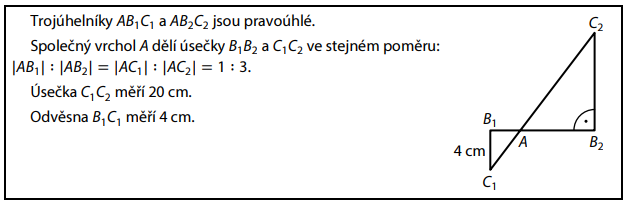 Trojúhelníky AB₁C₁ a AB₂C₂ jsou pravoúhlé.
Společný vrchol A dělí úsečky B₁B₂ a C₁C₂ ve stejném poměru:
|AB₁| : |AB₂| = |AC₁| : |AC₂| = 1 : 3.
Úsečka C₁C₂ měří 20 cm.
Odvěsna B₁C₁ měří 4 cm.
C₂
B₁
A
B₂
4 cm
C₁